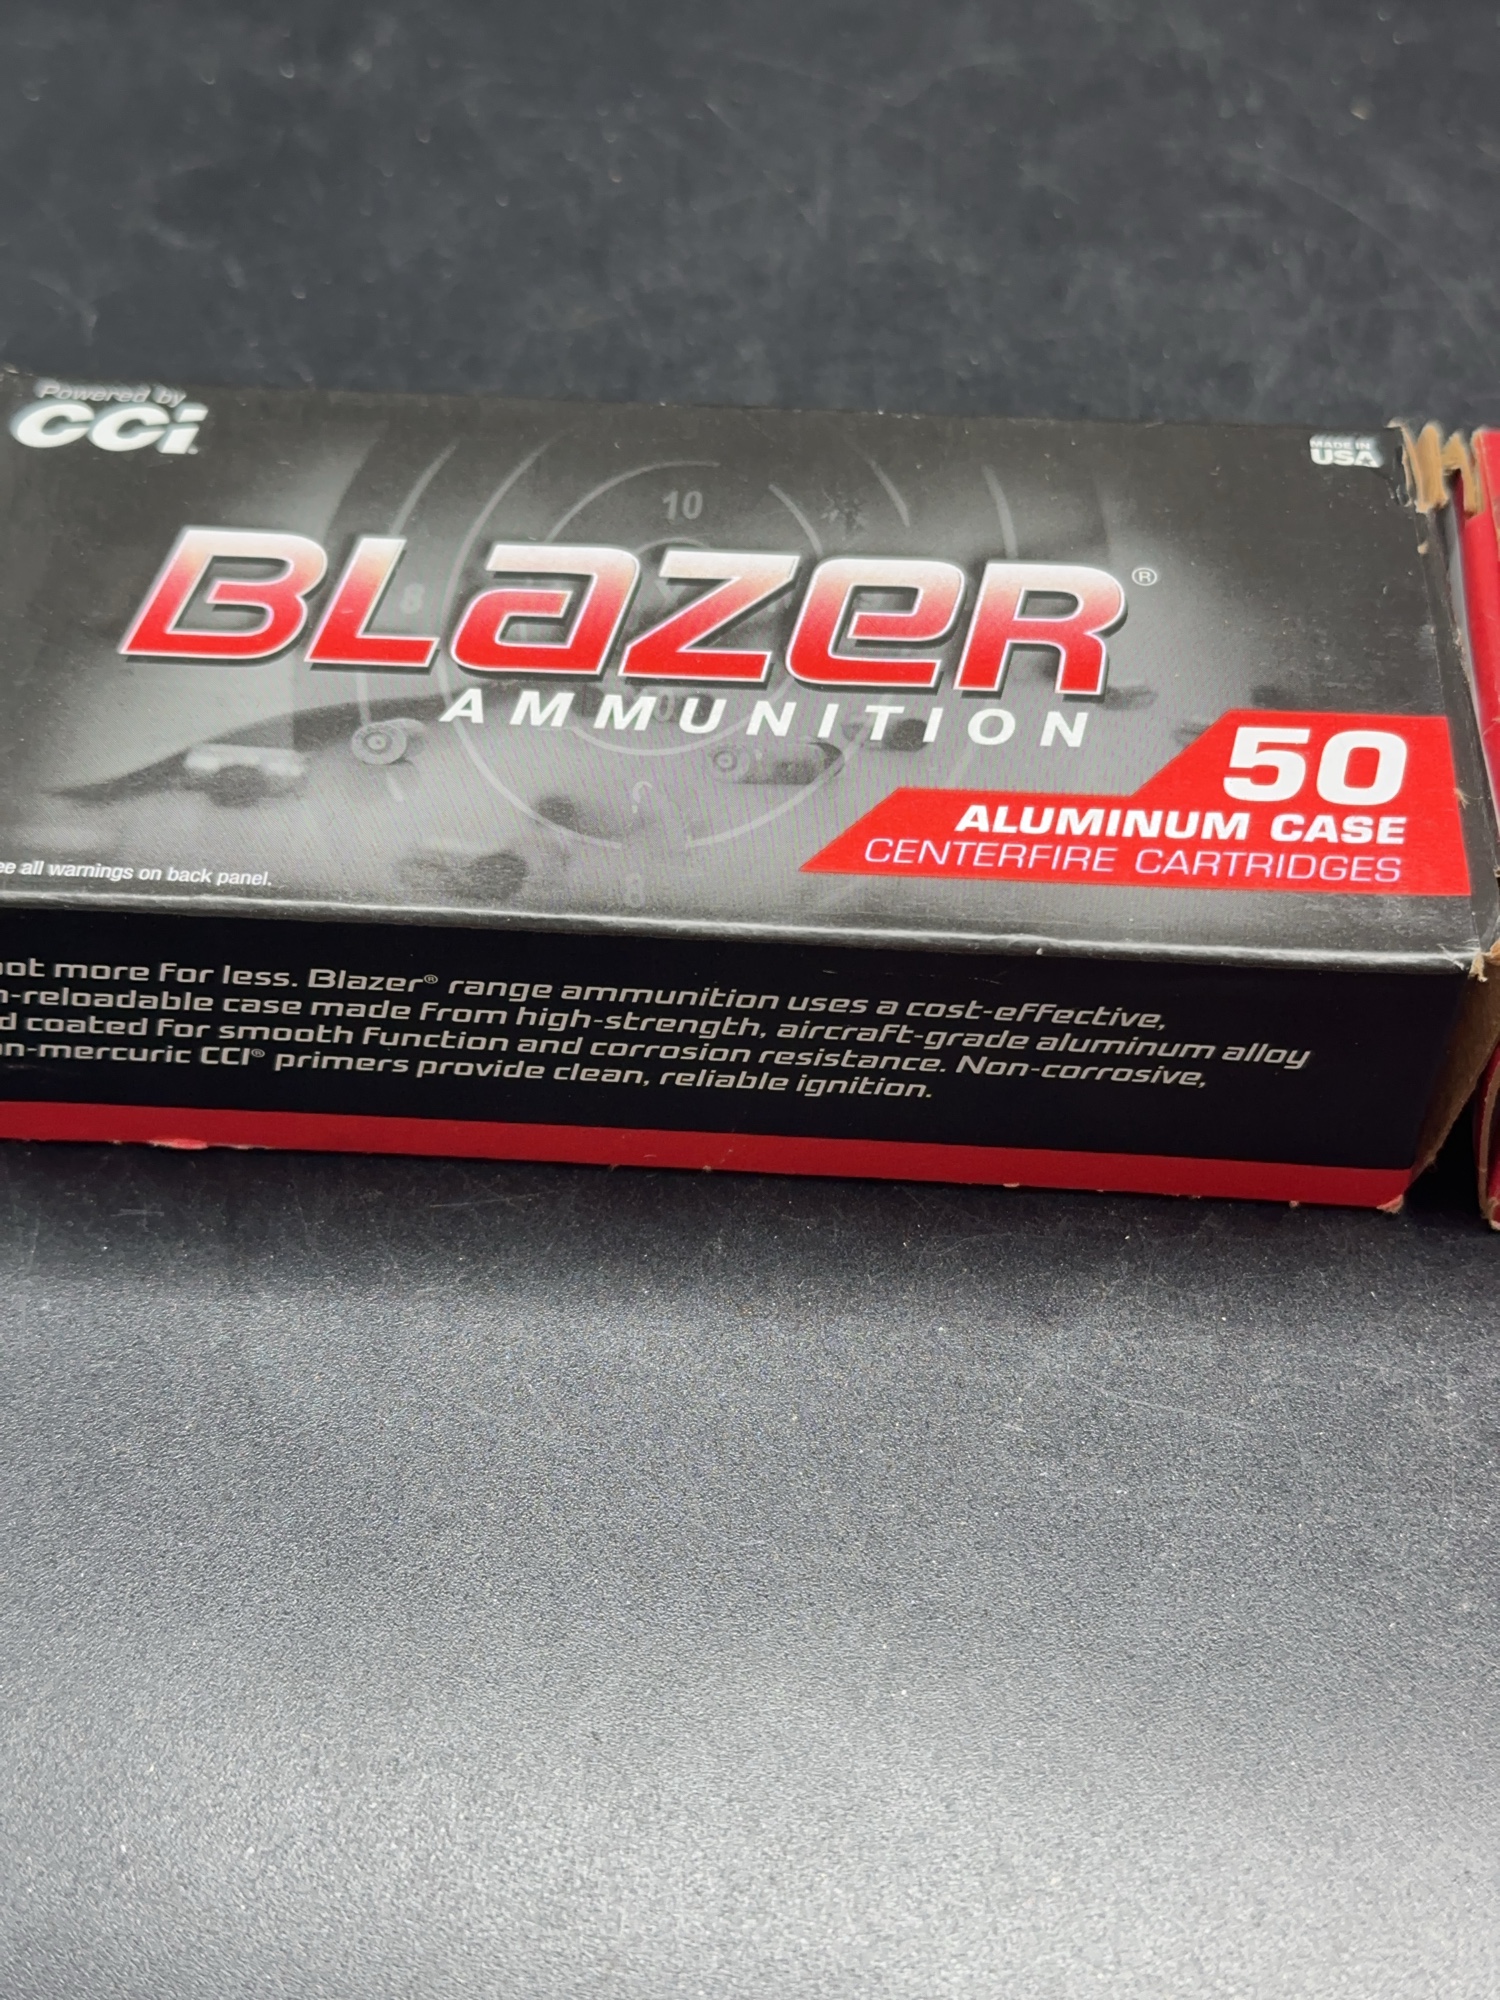 Powered by
CCI
MADE IN
USA
10
8
BLazeR®
AMMUNITION
50
ALUMINUM CASE
CENTERFIRE CARTRIDGES
8
all warnings on back panel.
more for less. Blazer® range ammunition uses a cost-effective,
-reloadable case made from high-strength, aircraft-grade aluminum alloy
coated for smooth function and corrosion resistance. Non-corrosive,
n-mercuric CCI® primers provide clean, reliable ignition.